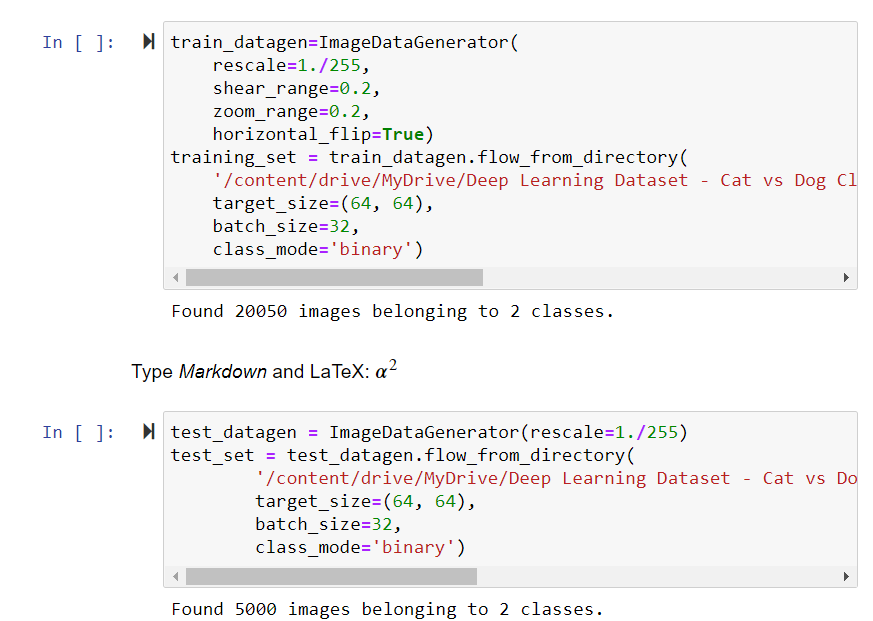 In [ ]: train_datagen=ImageDataGenerator(
rescale=1./255,
shear_range=0.2,
zoom_range=0.2,
horizontal_flip=True)
training_set = train_datagen.flow_from_directory(
'/content/drive/MyDrive/Deep Learning Dataset - Cat vs Dog Cl
target_size=(64, 64),
batch_size=32,
class_mode='binary')
Found 20050 images belonging to 2 classes.
Type Markdown and LaTeX: α²
In [ ]: test_datagen = ImageDataGenerator(rescale=1./255)
test_set = test_datagen.flow_from_directory(
'/content/drive/MyDrive/Deep Learning Dataset - Cat vs Do
target_size=(64, 64),
batch_size=32,
class_mode='binary')
Found 5000 images belonging to 2 classes.